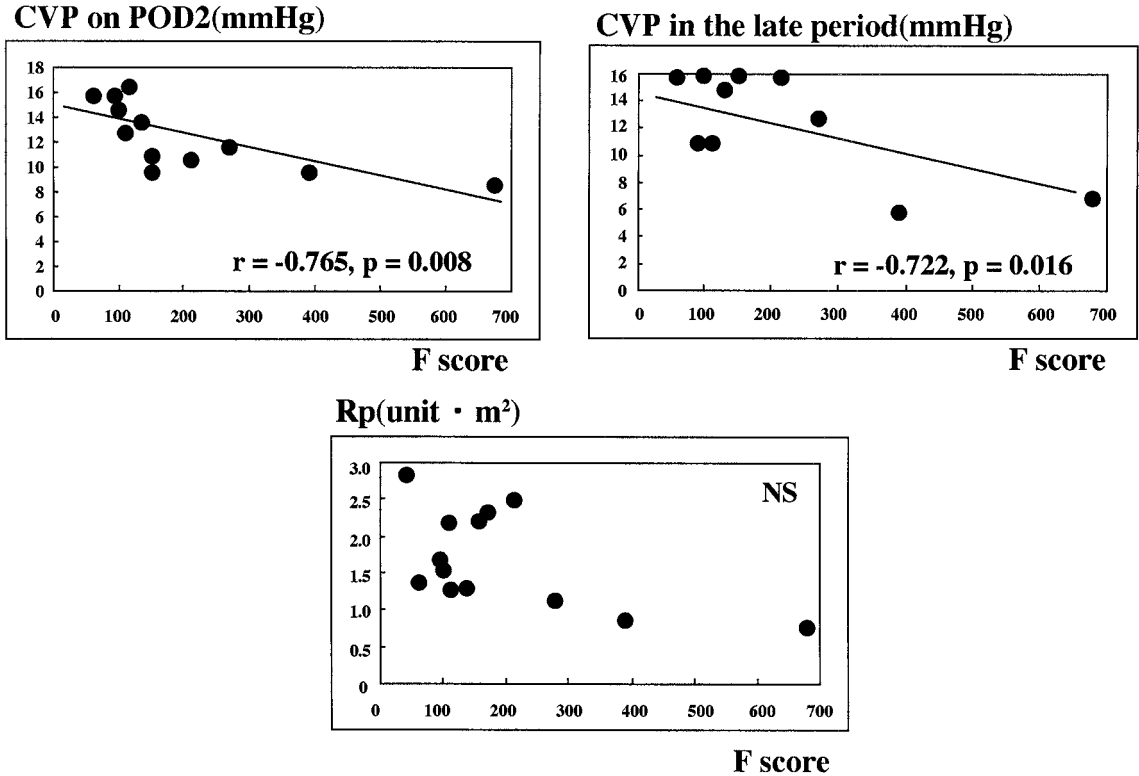 CVP on POD2(mmHg)
18
16
14
12
10
8
6
4
2
0
r = -0.765, p = 0.008
0 100 200 300 400 500 600 700
F score
CVP in the late period(mmHg)
16
14
12
10
8
6
4
2
0
r = -0.722, p = 0.016
0 100 200 300 400 500 600 700
F score
Rp(unit · m²)
3.0
2.5
2.0
1.5
1.0
0.5
0
NS
0 100 200 300 400 500 600 700
F score